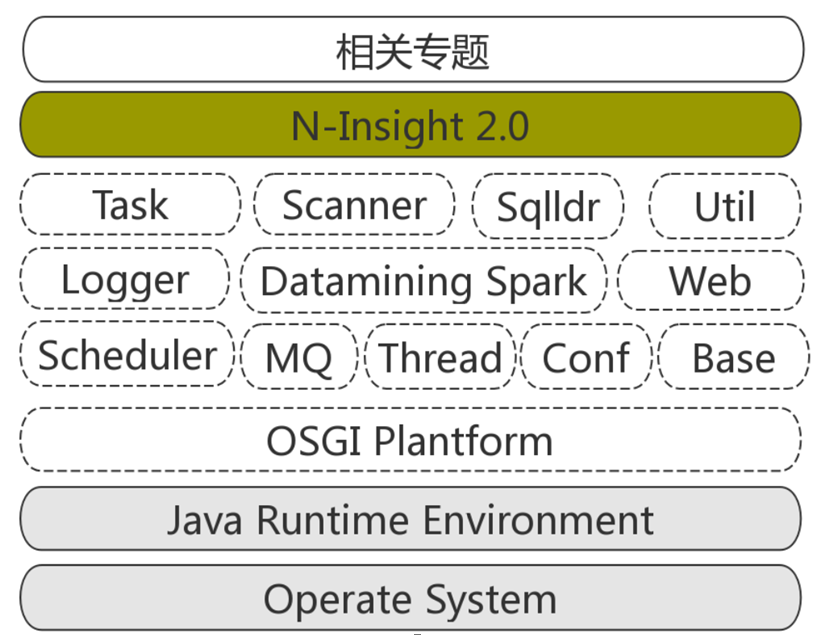 相关专题
N-Insight 2.0
Task Scanner Sqlldr Util
Logger Datamining Spark Web
Scheduler MQ Thread Conf Base
OSGI Plantform
Java Runtime Environment
Operate System